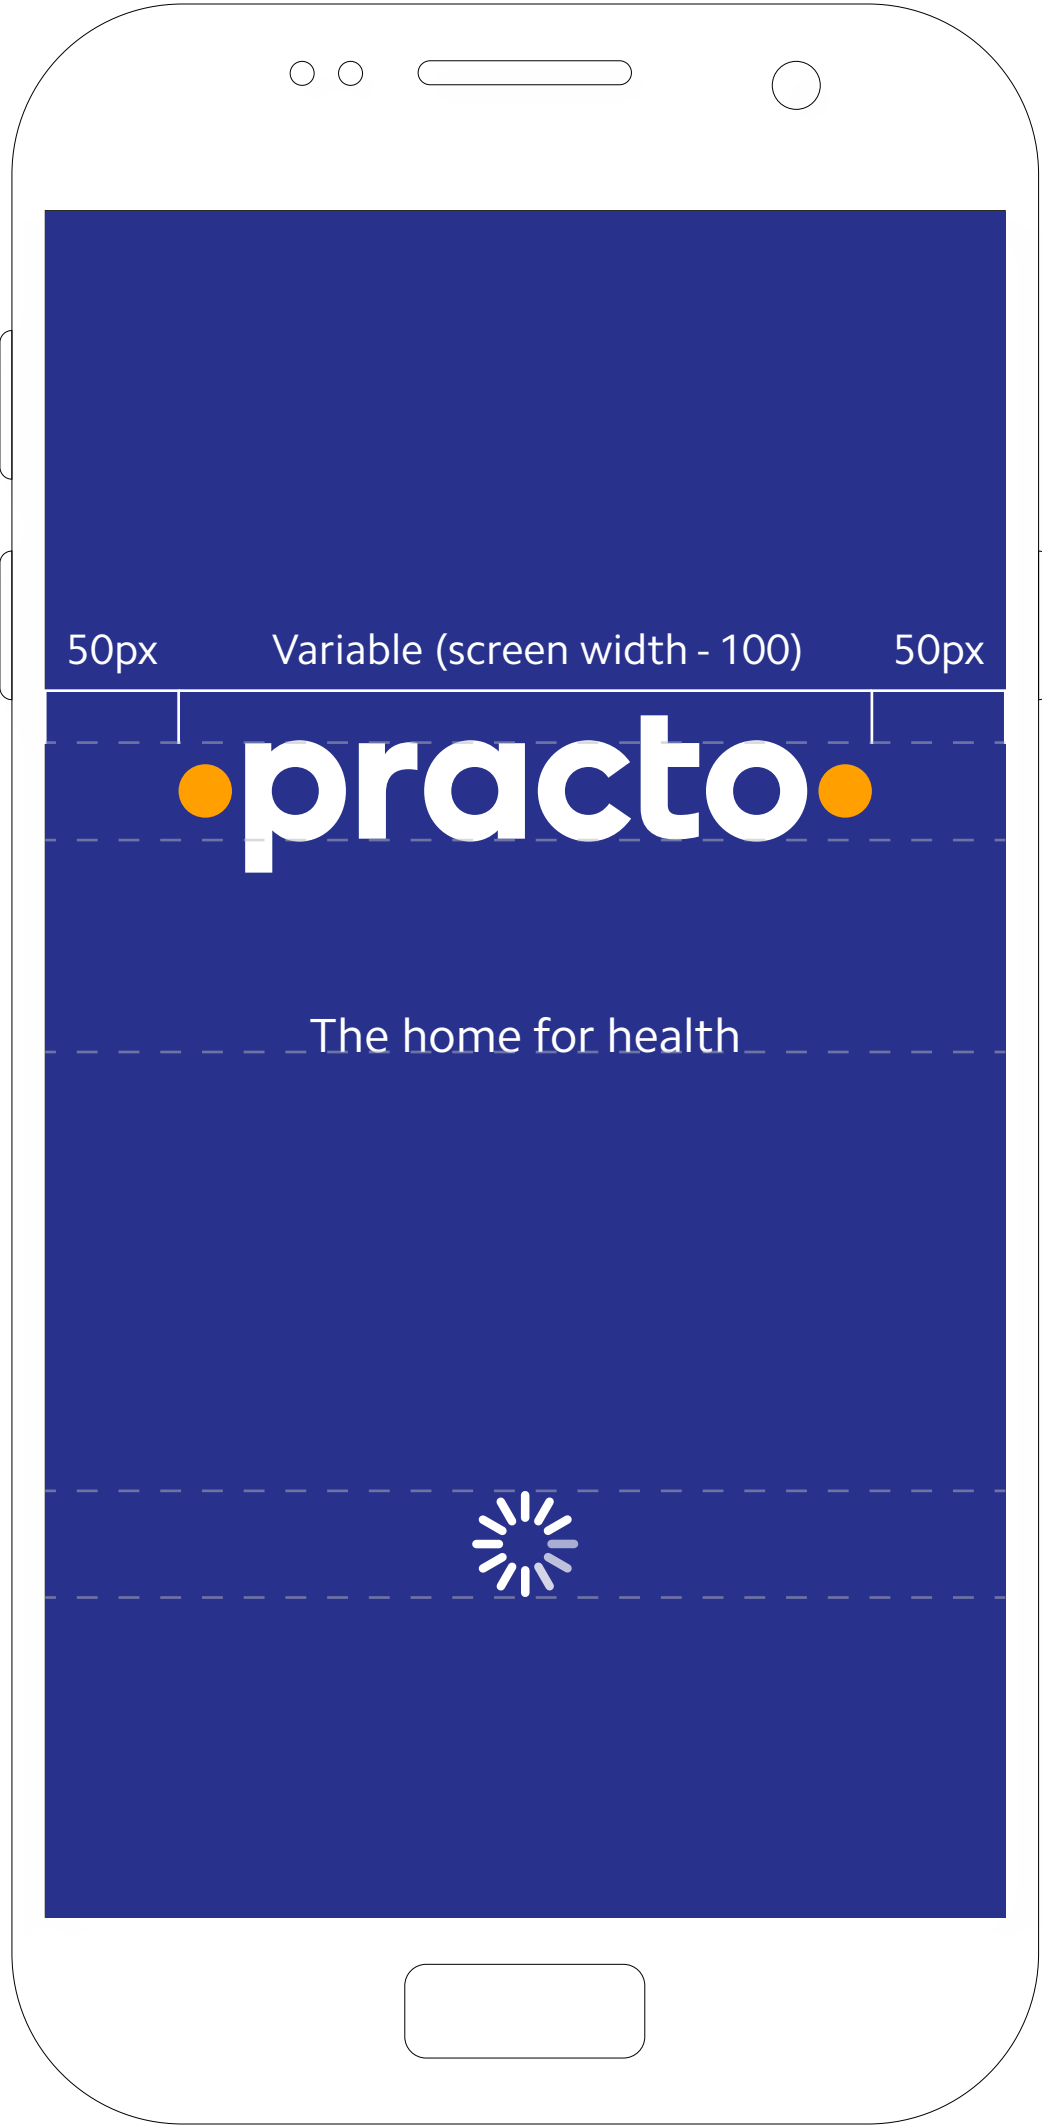 50px Variable (screen width - 100) 50px
practo
The home for health